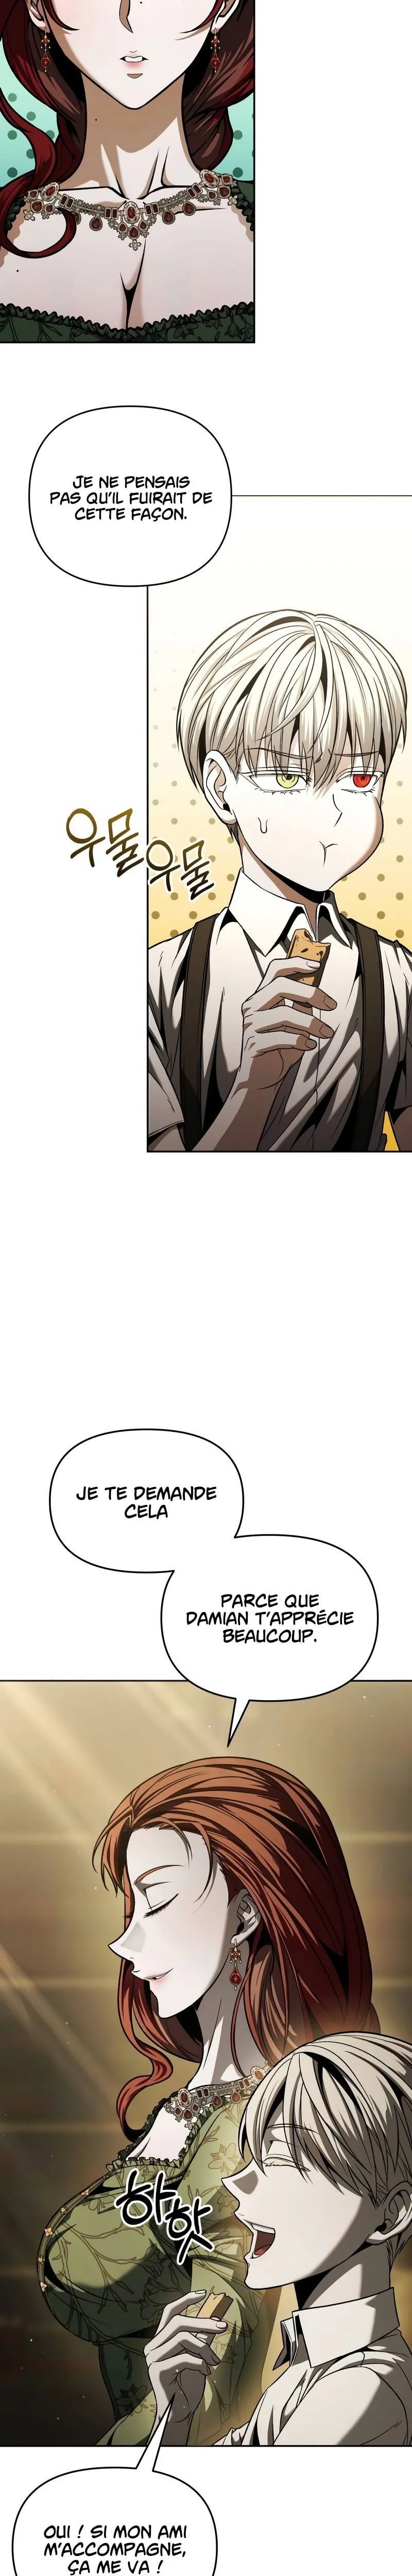 JE NE PENSAIS
PAS QU'IL FUIRAIT DE
CETTE FAÇON.
우물우물
JE TE DEMANDE
CELA
PARCE QUE
DAMIAN T'APPRÉCIE
BEAUCOUP.
하핫
OUI ! SI MON AMI
M'ACCOMPAGNE,
ÇA ME VA !